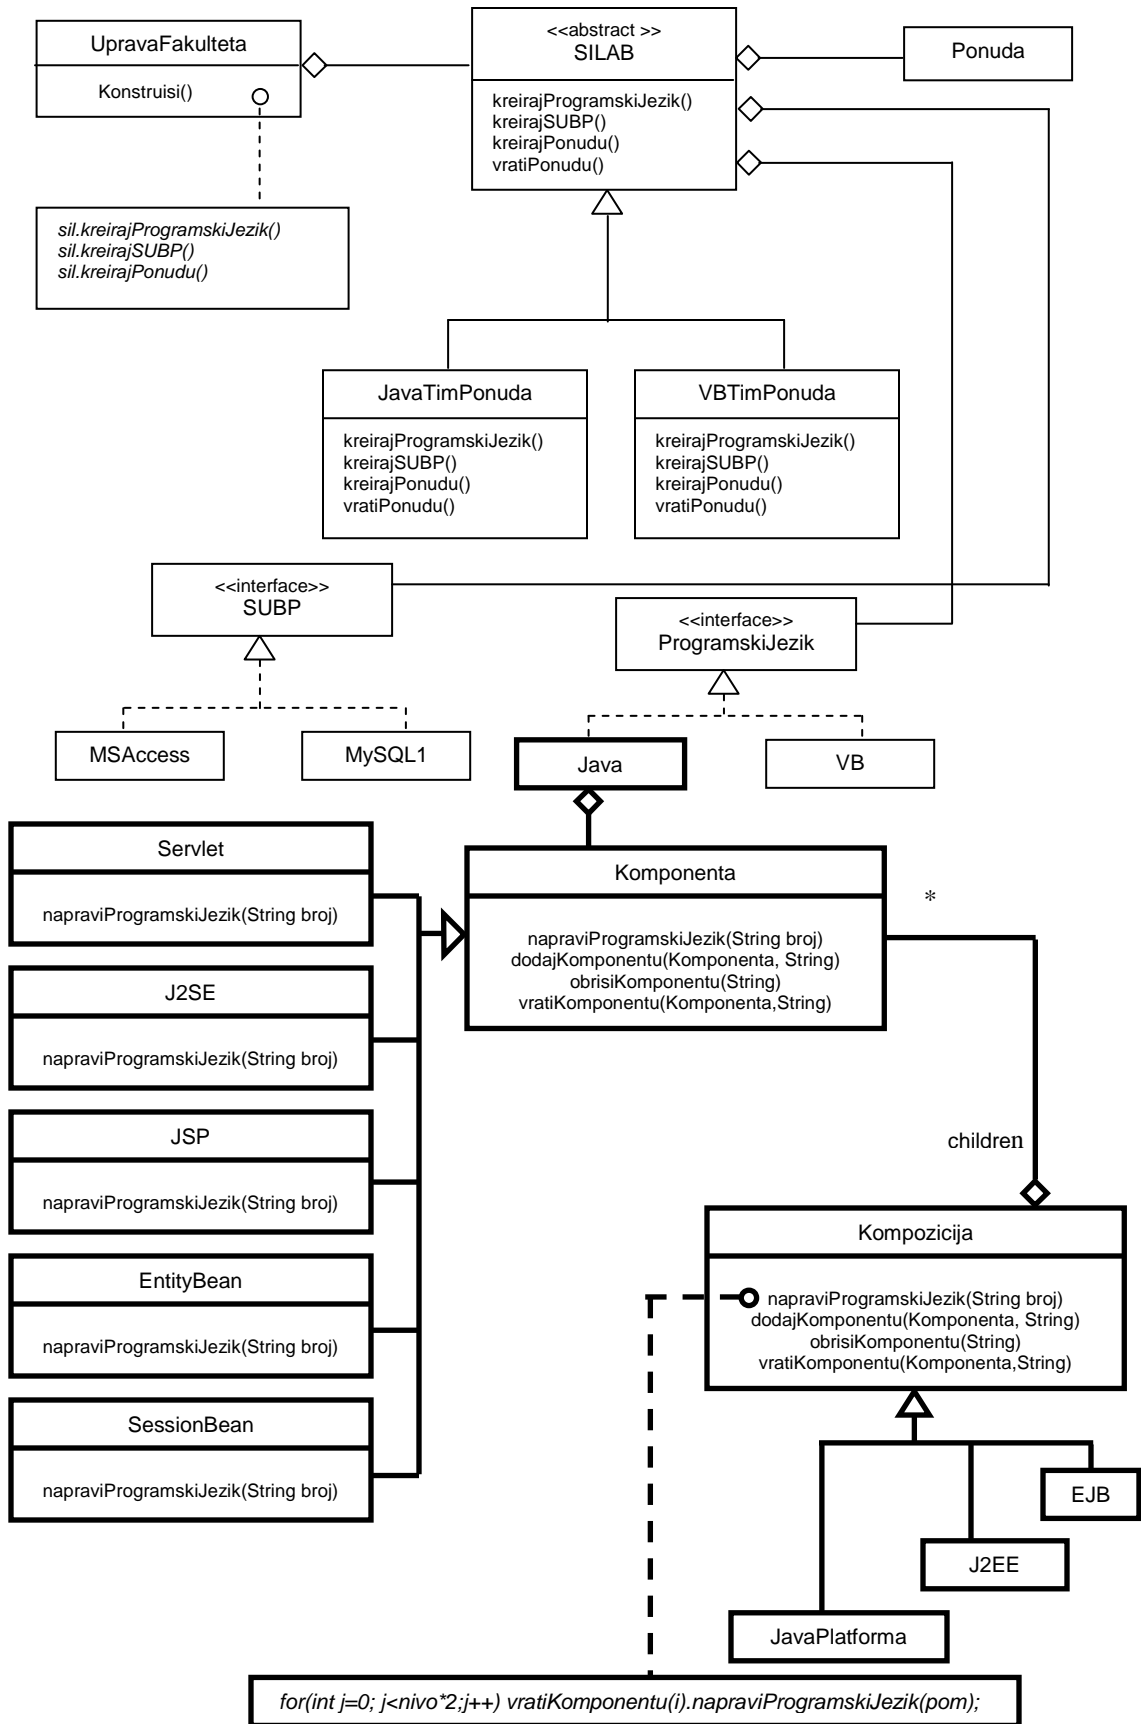 UpravaFakulteta
Konstruisi()
sil.kreirajProgramskiJezik()
sil.kreirajSUBP()
sil.kreirajPonudu()
<<abstract >>
SILAB
kreirajProgramskiJezik()
kreirajSUBP()
kreirajPonudu()
vratiPonudu()
Ponuda
JavaTimPonuda
kreirajProgramskiJezik()
kreirajSUBP()
kreirajPonudu()
vratiPonudu()
VBTimPonuda
kreirajProgramskiJezik()
kreirajSUBP()
kreirajPonudu()
vratiPonudu()
<<interface>>
SUBP
<<interface>>
ProgramskiJezik
MSAccess
MySQL1
Java
VB
Servlet
napraviProgramskiJezik(String broj)
J2SE
napraviProgramskiJezik(String broj)
JSP
napraviProgramskiJezik(String broj)
EntityBean
napraviProgramskiJezik(String broj)
SessionBean
napraviProgramskiJezik(String broj)
Komponenta
napraviProgramskiJezik(String broj)
dodajKomponentu(Komponenta, String)
obrisiKomponentu(String)
vratiKomponentu(Komponenta,String)
*
children
Kompozicija
napraviProgramskiJezik(String broj)
dodajKomponentu(Komponenta, String)
obrisiKomponentu(String)
vratiKomponentu(Komponenta,String)
EJB
J2EE
JavaPlatforma
for(int j=0; j<nivo*2;j++) vratiKomponentu(i).napraviProgramskiJezik(pom);